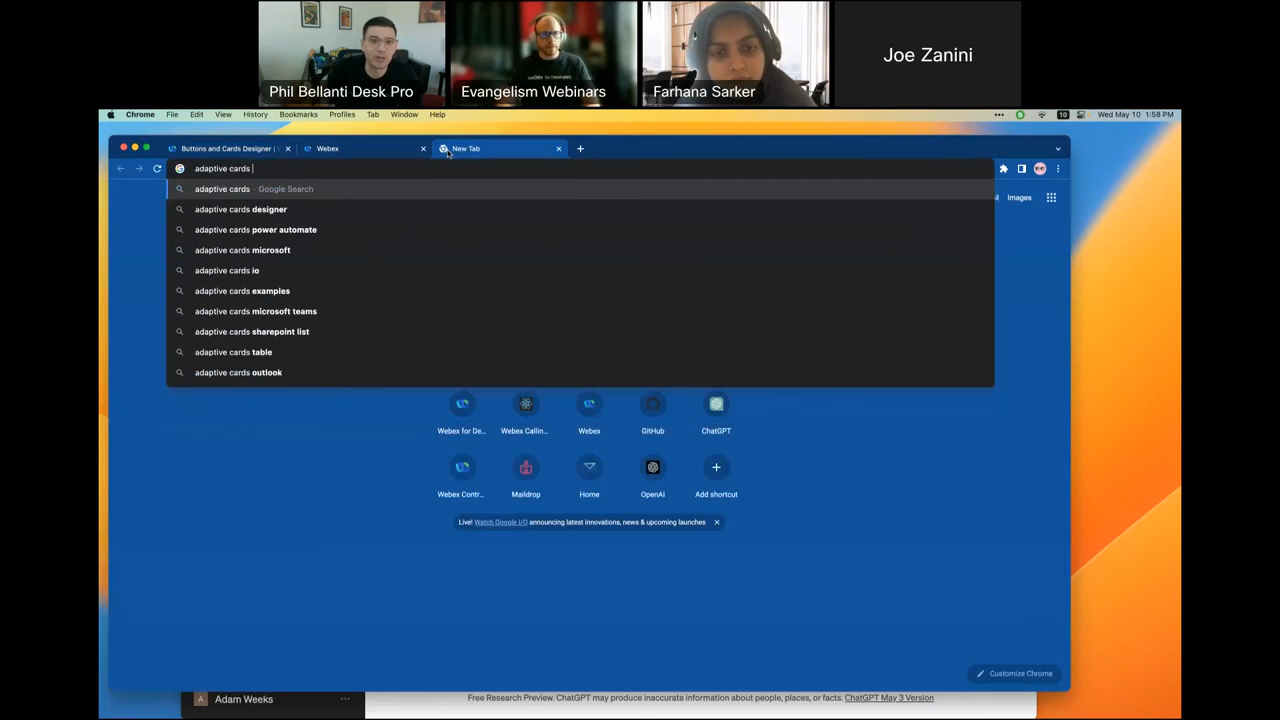 Phil Bellanti Desk Pro
Evangelism Webinars
Farhana Sarker
Joe Zanini
Chrome File Edit View History Bookmarks Profiles Tab Window Help
10 Wed May 10 1:58 PM
Buttons and Cards Designer |
Webex
New Tab
adaptive cards
adaptive cards - Google Search
adaptive cards designer
adaptive cards power automate
adaptive cards microsoft
adaptive cards io
adaptive cards examples
adaptive cards microsoft teams
adaptive cards sharepoint list
adaptive cards table
adaptive cards outlook
Images
Webex for De...
Webex Callin...
Webex
GitHub
ChatGPT
Webex Contr...
Maildrop
Home
OpenAI
Add shortcut
Live! Watch Google I/O announcing latest innovations, news & upcoming launches
Customize Chrome
A Adam Weeks
Free Research Preview. ChatGPT may produce inaccurate information about people, places, or facts. ChatGPT May 3 Version